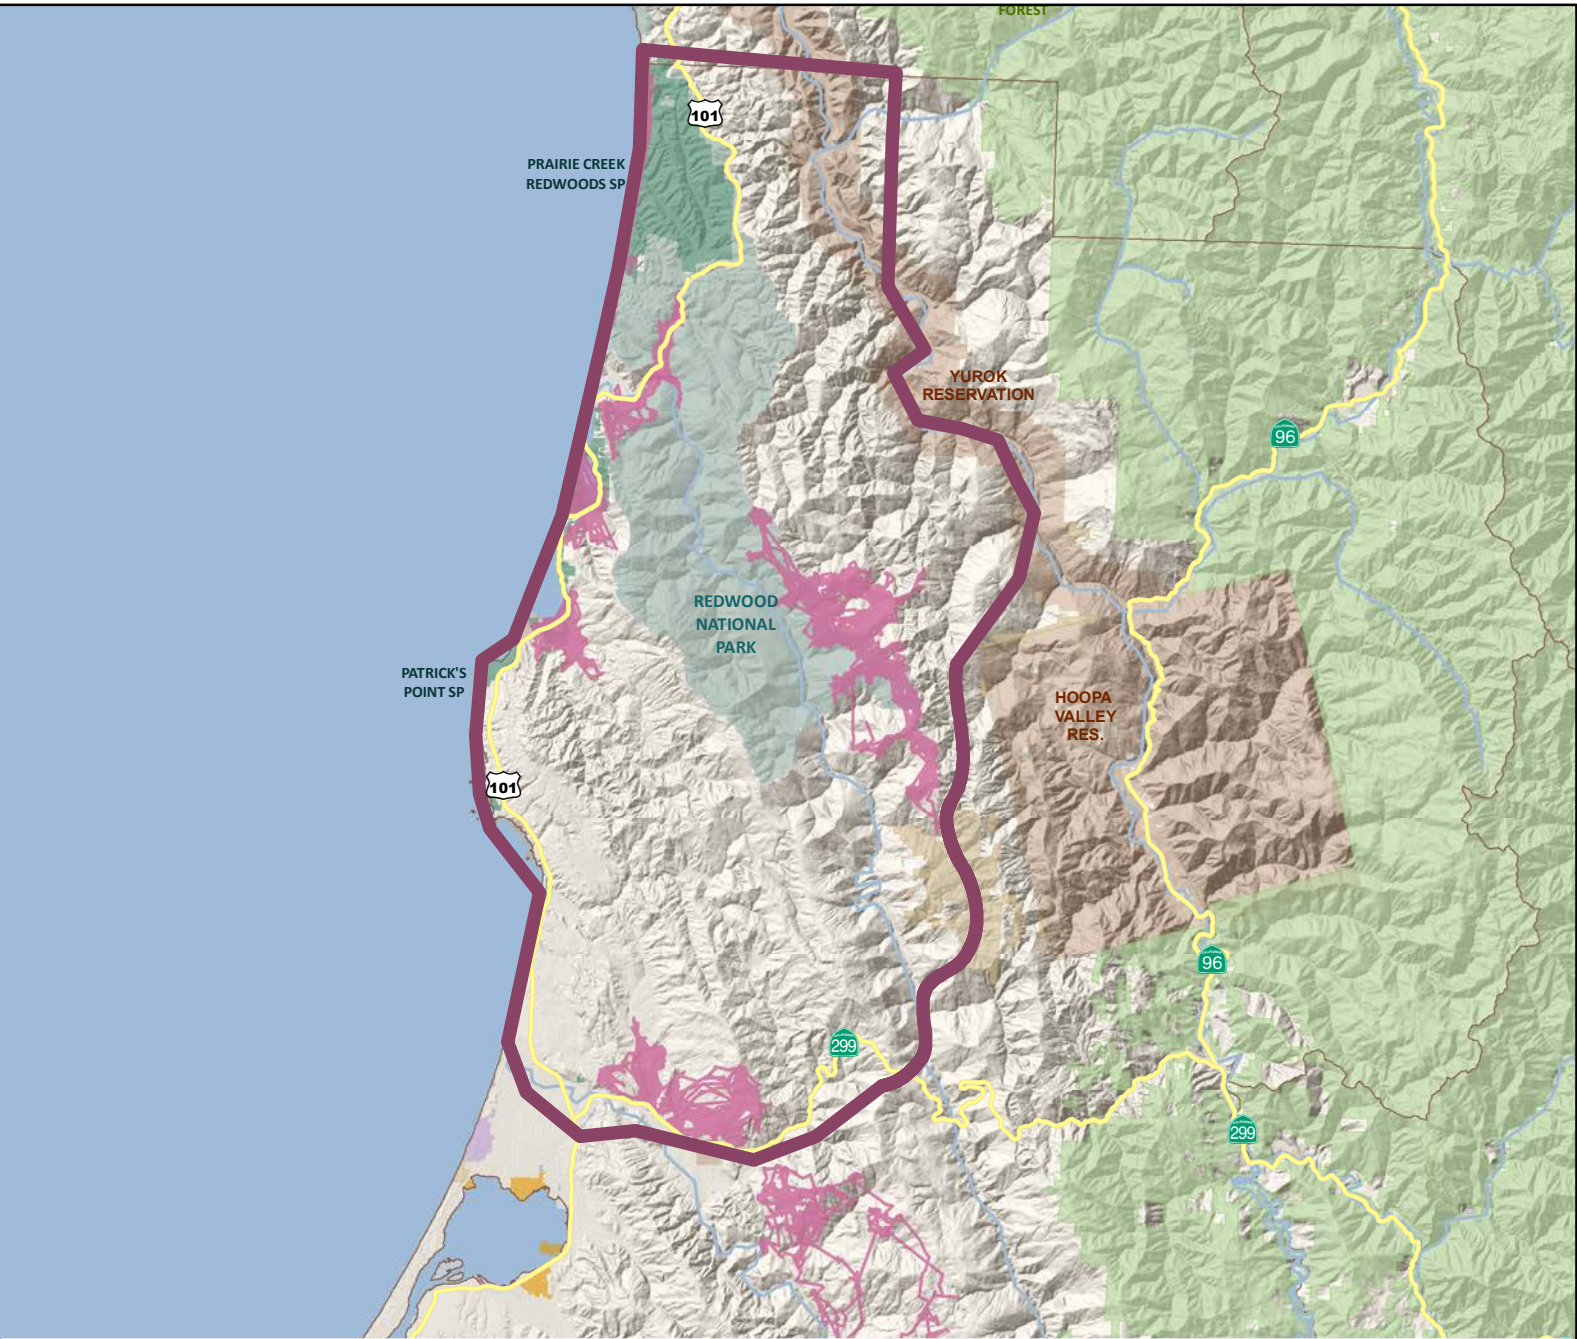 FOREST
101
PRAIRIE CREEK
REDWOODS SP
YUROK
RESERVATION
96
REDWOOD
NATIONAL
PARK
PATRICK'S
POINT SP
HOOPA
VALLEY
RES.
101
96
299
299